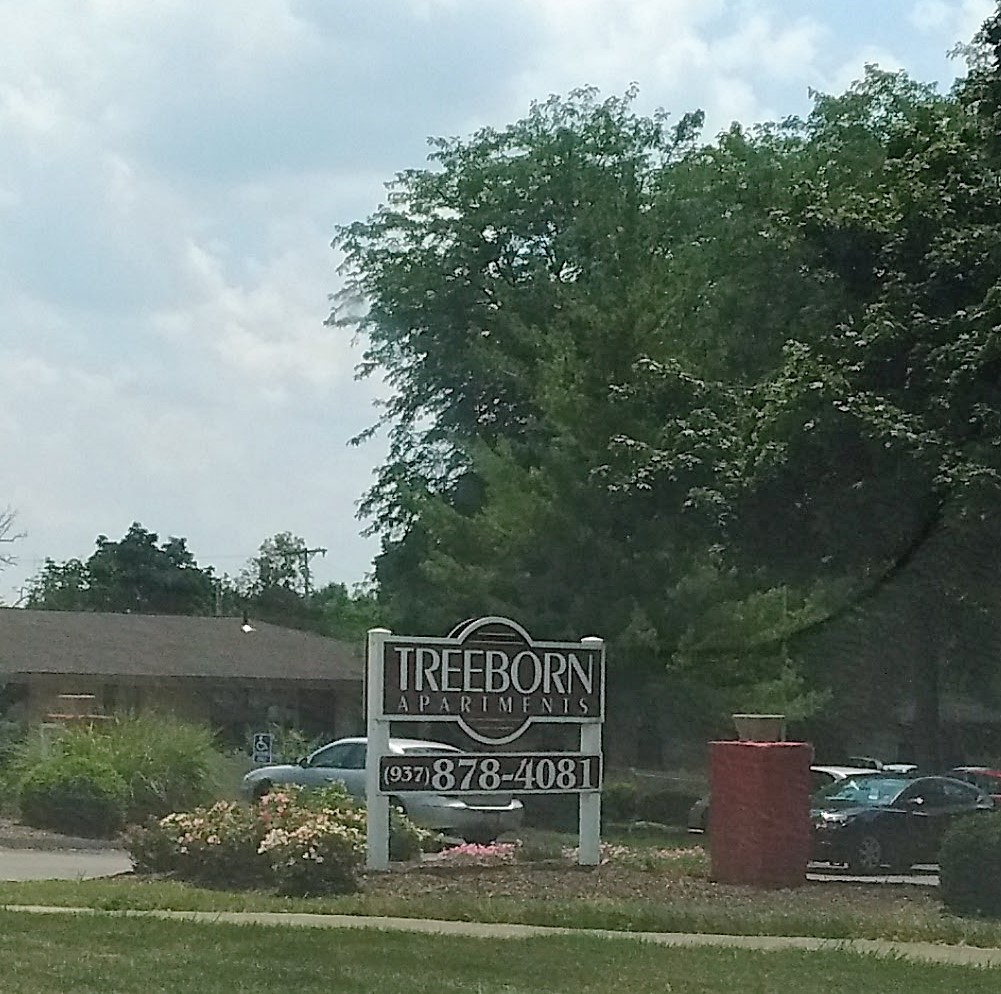 TREEBORN
APARTMENTS
(937) 878-4081